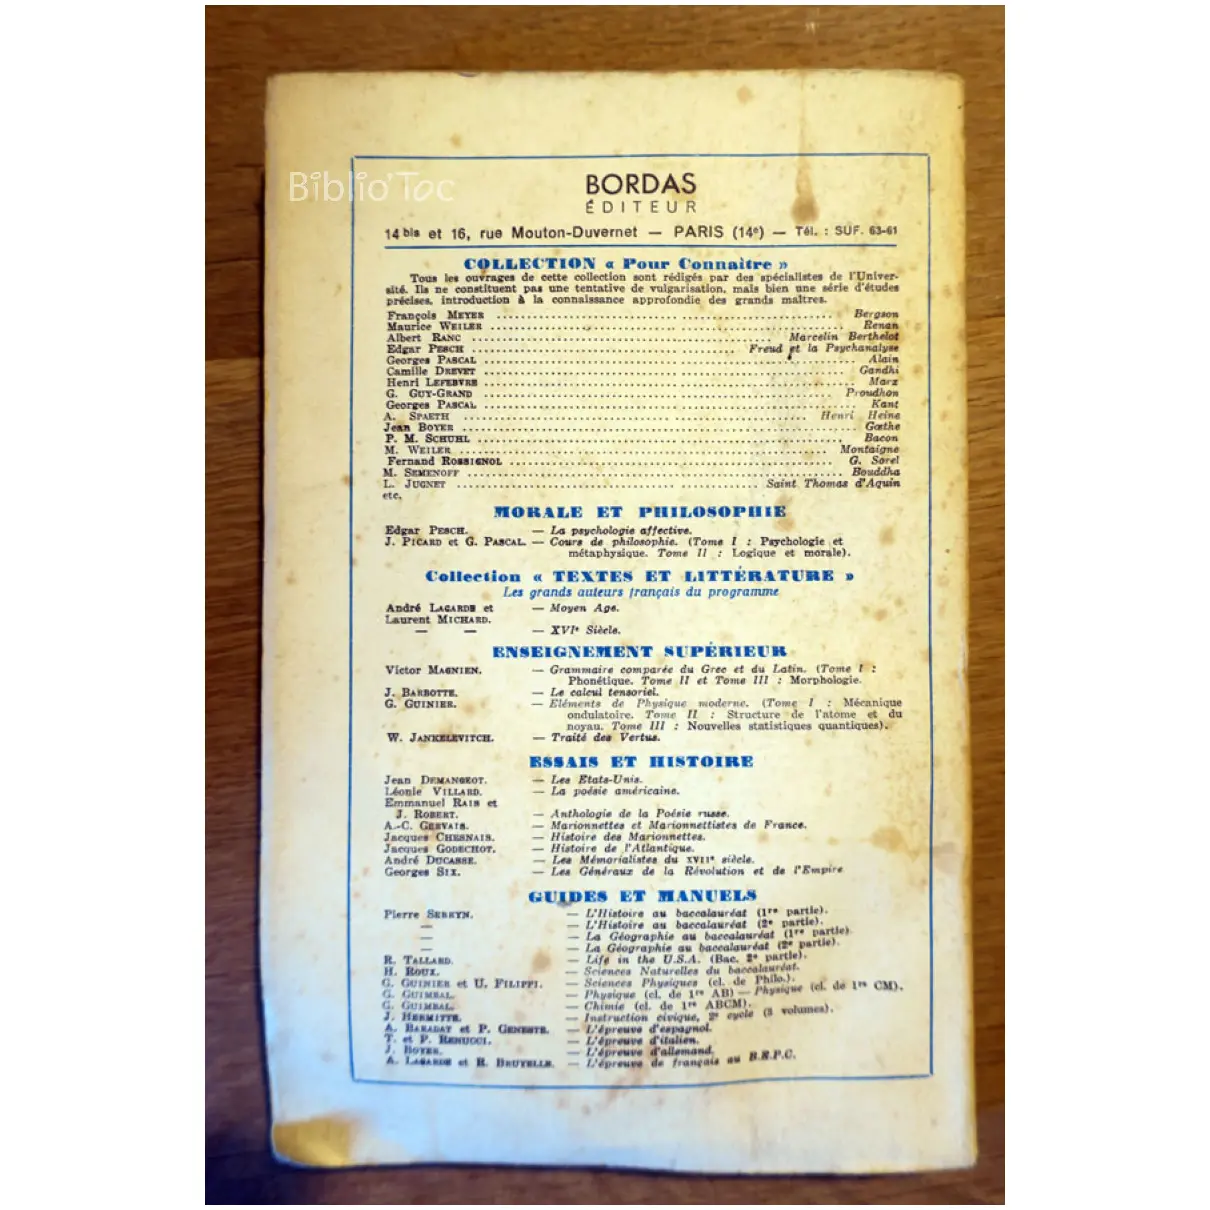 Biblio'Toc
BORDAS
ÉDITEUR
14 bis et 16, rue Mouton-Duvernet — PARIS (14e) — Tél. : SUF. 63-61
COLLECTION « Pour Connaître »
Tous les ouvrages de cette collection sont rédigés par des spécialistes de l'Univer-
sité. Ils ne constituent pas une tentative de vulgarisation, mais bien une série d'études
précises, introduction à la connaissance approfondie des grands maîtres.
François MEYER ........ Bergson
Maurice WEILER ........ Renan
Albert RANC ........ Marcelin Berthelot
Edgar PESCH ........ Freud et la Psychanalyse
Georges PASCAL ........ Alain
Camille DREVET ........ Gandhi
Henri LEFEBVRE ........ Marx
G. GUY-GRAND ........ Proudhon
Georges PASCAL ........ Kant
A. SPAETH ........ Henri Heine
Jean BOYER ........ Gœthe
P. M. SCHUHL ........ Bacon
M. WEILER ........ Montaigne
Fernand ROSSIGNOL ........ G. Sorel
M. SEMENOFF ........ Bouddha
L. JUGNET ........ Saint Thomas d'Aquin
etc.
MORALE ET PHILOSOPHIE
Edgar PESCH. — La psychologie affective.
J. PICARD et G. PASCAL. — Cours de philosophie. (Tome I : Psychologie et
métaphysique. Tome II : Logique et morale).
Collection « TEXTES ET LITTÉRATURE »
Les grands auteurs français du programme
André LAGARDE et — Moyen Age.
Laurent MICHARD.
— — — XVIe Siècle.
ENSEIGNEMENT SUPÉRIEUR
Victor MAGNIEN. — Grammaire comparée du Grec et du Latin. (Tome I :
Phonétique. Tome II et Tome III : Morphologie.
J. BARBOTTE. — Le calcul tensoriel.
G. GUINIER. — Eléments de Physique moderne. (Tome I : Mécanique
ondulatoire. Tome II : Structure de l'atome et du
noyau. Tome III : Nouvelles statistiques quantiques).
W. JANKELEVITCH. — Traité des Vertus.
ESSAIS ET HISTOIRE
Jean DEMANGEOT. — Les Etats-Unis.
Léonie VILLARD. — La poésie américaine.
Emmanuel RAIS et
J. ROBERT. — Anthologie de la Poésie russe.
A.-C. GERVAIS. — Marionnettes et Marionnettistes de France.
Jacques CHESNAIS. — Histoire des Marionnettes.
Jacques GODECHOT. — Histoire de l'Atlantique.
André DUCASSE. — Les Mémorialistes du XVIIe siècle.
Georges SIX. — Les Généraux de la Révolution et de l'Empire
GUIDES ET MANUELS
Pierre SERRYN. — L'Histoire au baccalauréat (1re partie).
— — L'Histoire au baccalauréat (2e partie).
— — La Géographie au baccalauréat (1re partie).
— — La Géographie au baccalauréat (2e partie).
R. TALLARD. — Life in the U.S.A. (Bac. 2e partie).
H. ROUX. — Sciences Naturelles du baccalauréat.
G. GUINIER et U. FILIPPI. — Sciences Physiques (cl. de Philo.).
G. GUIMBAL. — Physique (cl. de 1re AB) — Physique (cl. de 1re CM).
G. GUIMBAL. — Chimie (cl. de 1re ABCM).
J. HERMITTE. — Instruction civique, 2e cycle (3 volumes).
A. BARADAT et P. GENESTE. — L'épreuve d'espagnol.
T. et P. RENUCCI. — L'épreuve d'italien.
J. BOYER. — L'épreuve d'allemand.
A. LAGARDE et R. BRUYELLE. — L'épreuve de français au B.E.P.C.